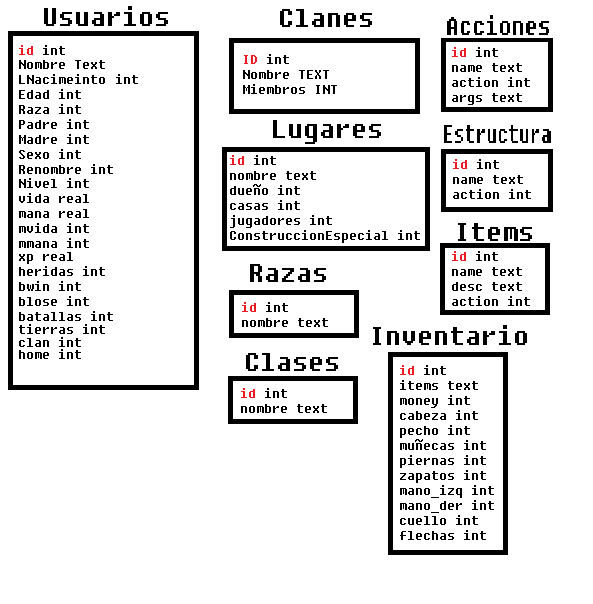 Usuarios
id int
Nombre Text
LNacimeinto int
Edad int
Raza int
Padre int
Madre int
Sexo int
Renombre int
Nivel int
vida real
mana real
mvida int
mmana int
xp real
heridas int
bwin int
blose int
batallas int
tierras int
clan int
home int
Clanes
ID int
Nombre TEXT
Miembros INT
Lugares
id int
nombre text
dueño int
casas int
jugadores int
ConstruccionEspecial int
Razas
id int
nombre text
Clases
id int
nombre text
Acciones
id int
name text
action int
args text
Estructura
id int
name text
action int
Items
id int
name text
desc text
action int
Inventario
id int
items text
money int
cabeza int
pecho int
muñecas int
piernas int
zapatos int
mano_izq int
mano_der int
cuello int
flechas int